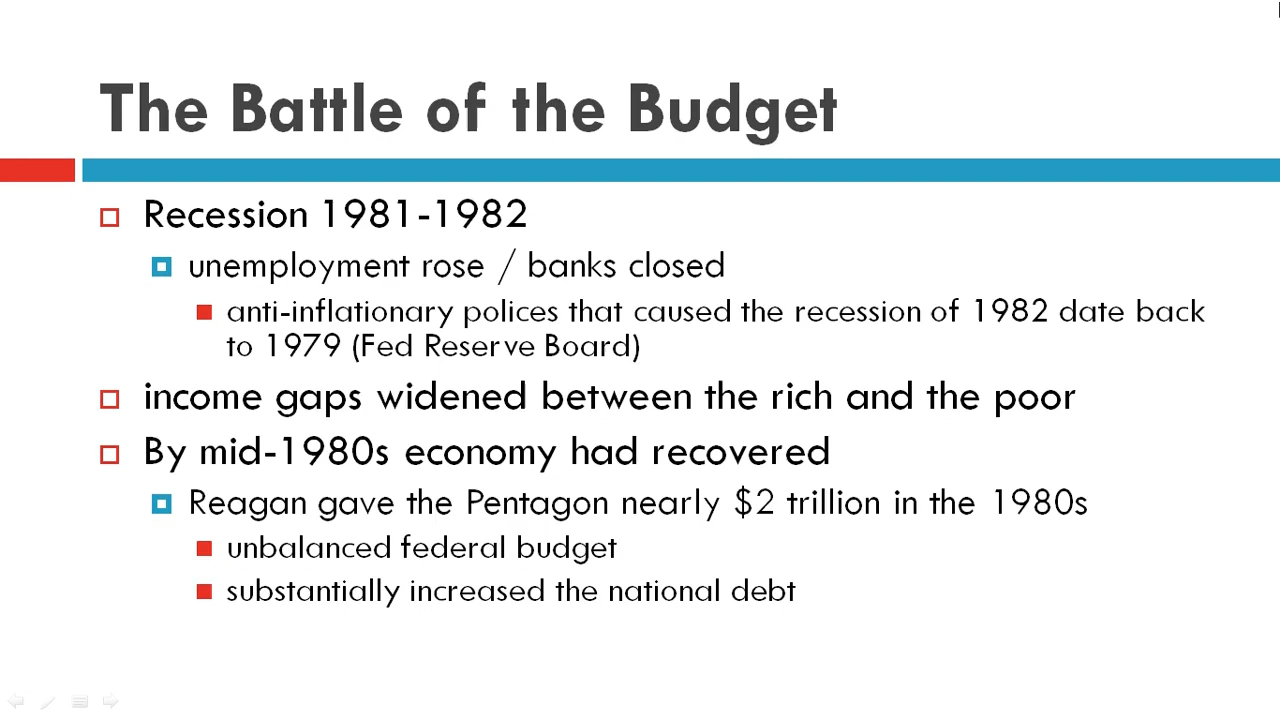 The Battle of the Budget
Recession 1981-1982
unemployment rose / banks closed
anti-inflationary polices that caused the recession of 1982 date back
to 1979 (Fed Reserve Board)
income gaps widened between the rich and the poor
By mid-1980s economy had recovered
Reagan gave the Pentagon nearly $2 trillion in the 1980s
unbalanced federal budget
substantially increased the national debt